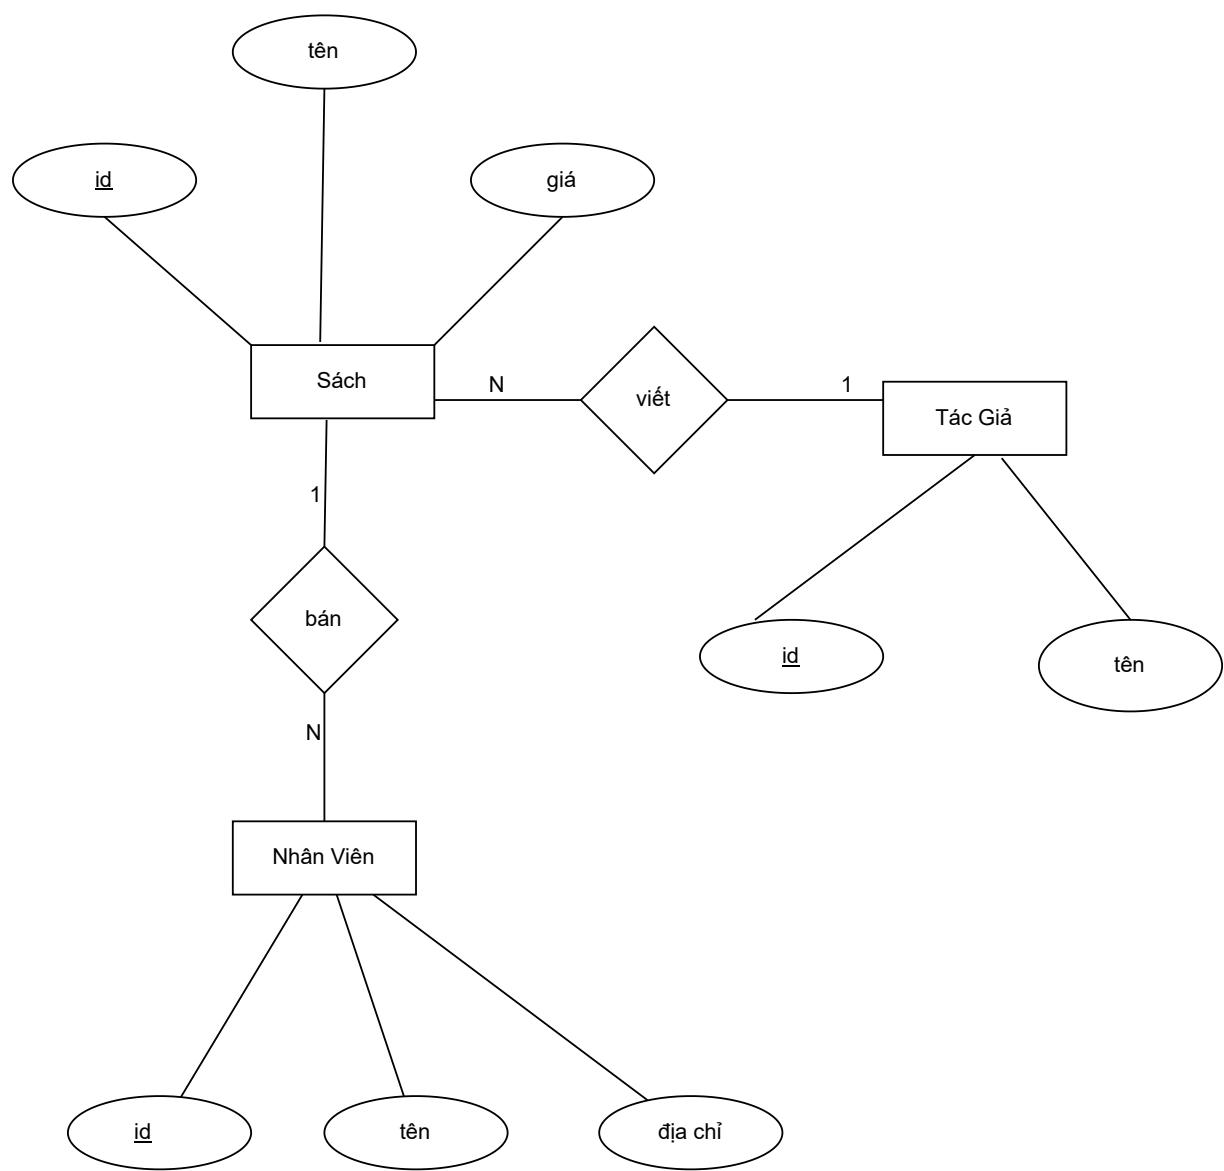 tên
id
giá
Sách
N
viết
1
Tác Giả
1
bán
id
tên
N
Nhân Viên
id
tên
địa chỉ